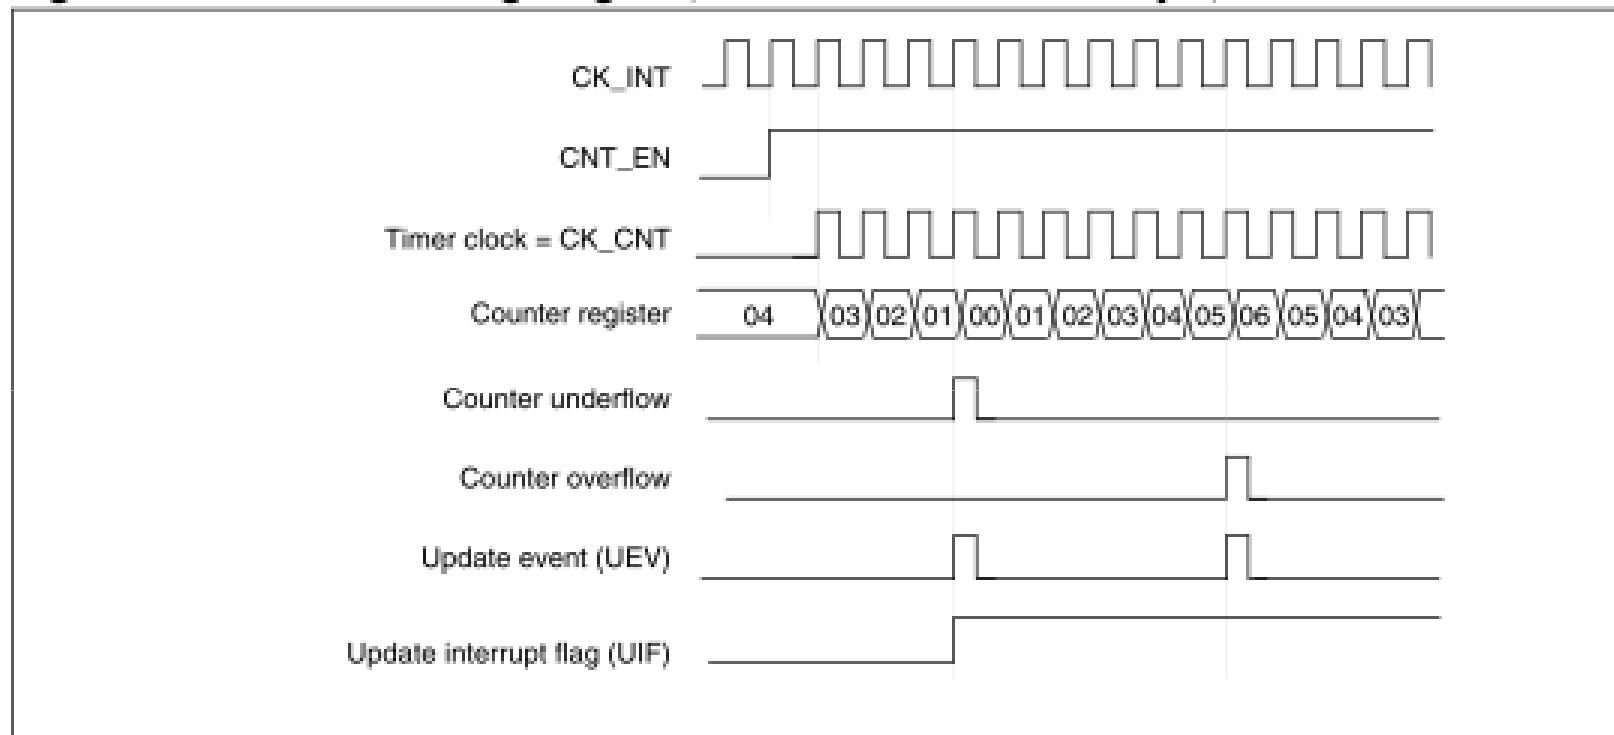 CK_INT
CNT_EN
Timer clock = CK_CNT
Counter register 04 03 02 01 00 01 02 03 04 05 06 05 04 03
Counter underflow
Counter overflow
Update event (UEV)
Update interrupt flag (UIF)